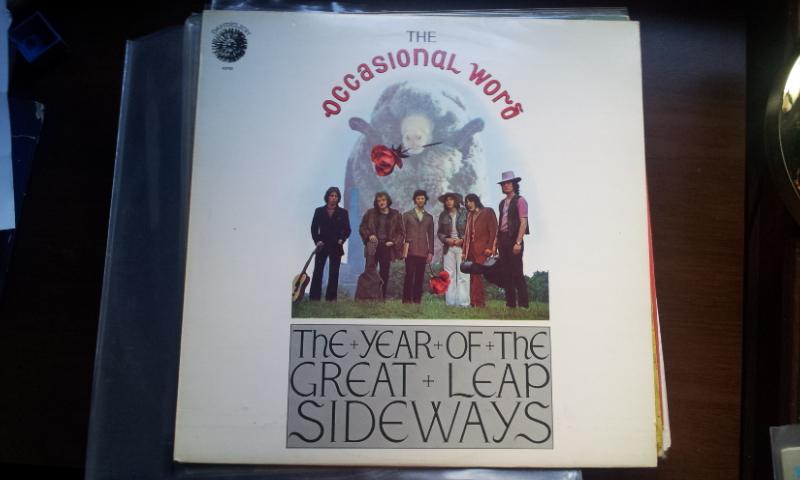 THE
OCCASIONAL WORD
THE+YEAR+OF+THE
GREAT+LEAP
SIDEWAYS